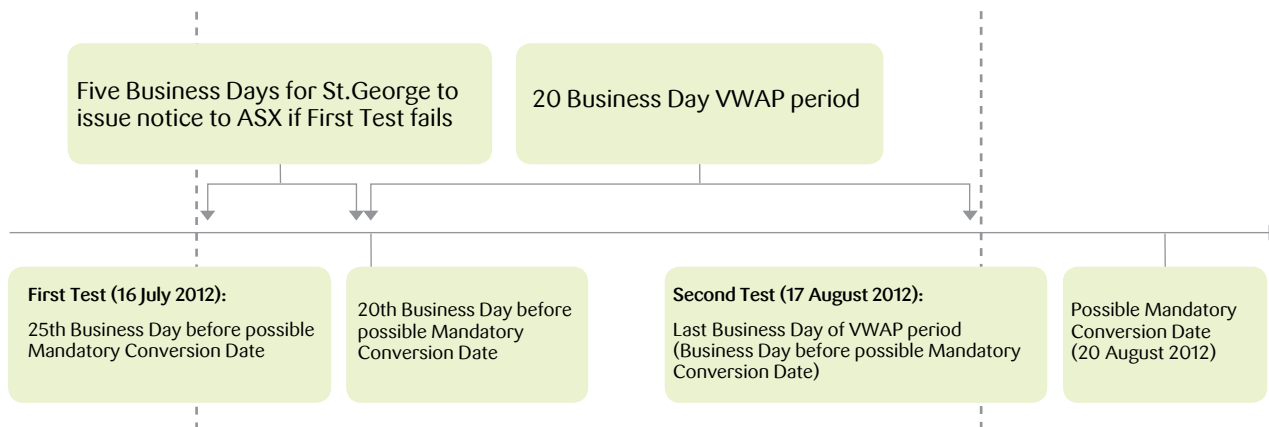 Five Business Days for St.George to
issue notice to ASX if First Test fails
20 Business Day VWAP period
First Test (16 July 2012):
25th Business Day before possible
Mandatory Conversion Date
20th Business Day before
possible Mandatory
Conversion Date
Second Test (17 August 2012):
Last Business Day of VWAP period
(Business Day before possible Mandatory
Conversion Date)
Possible Mandatory
Conversion Date
(20 August 2012)